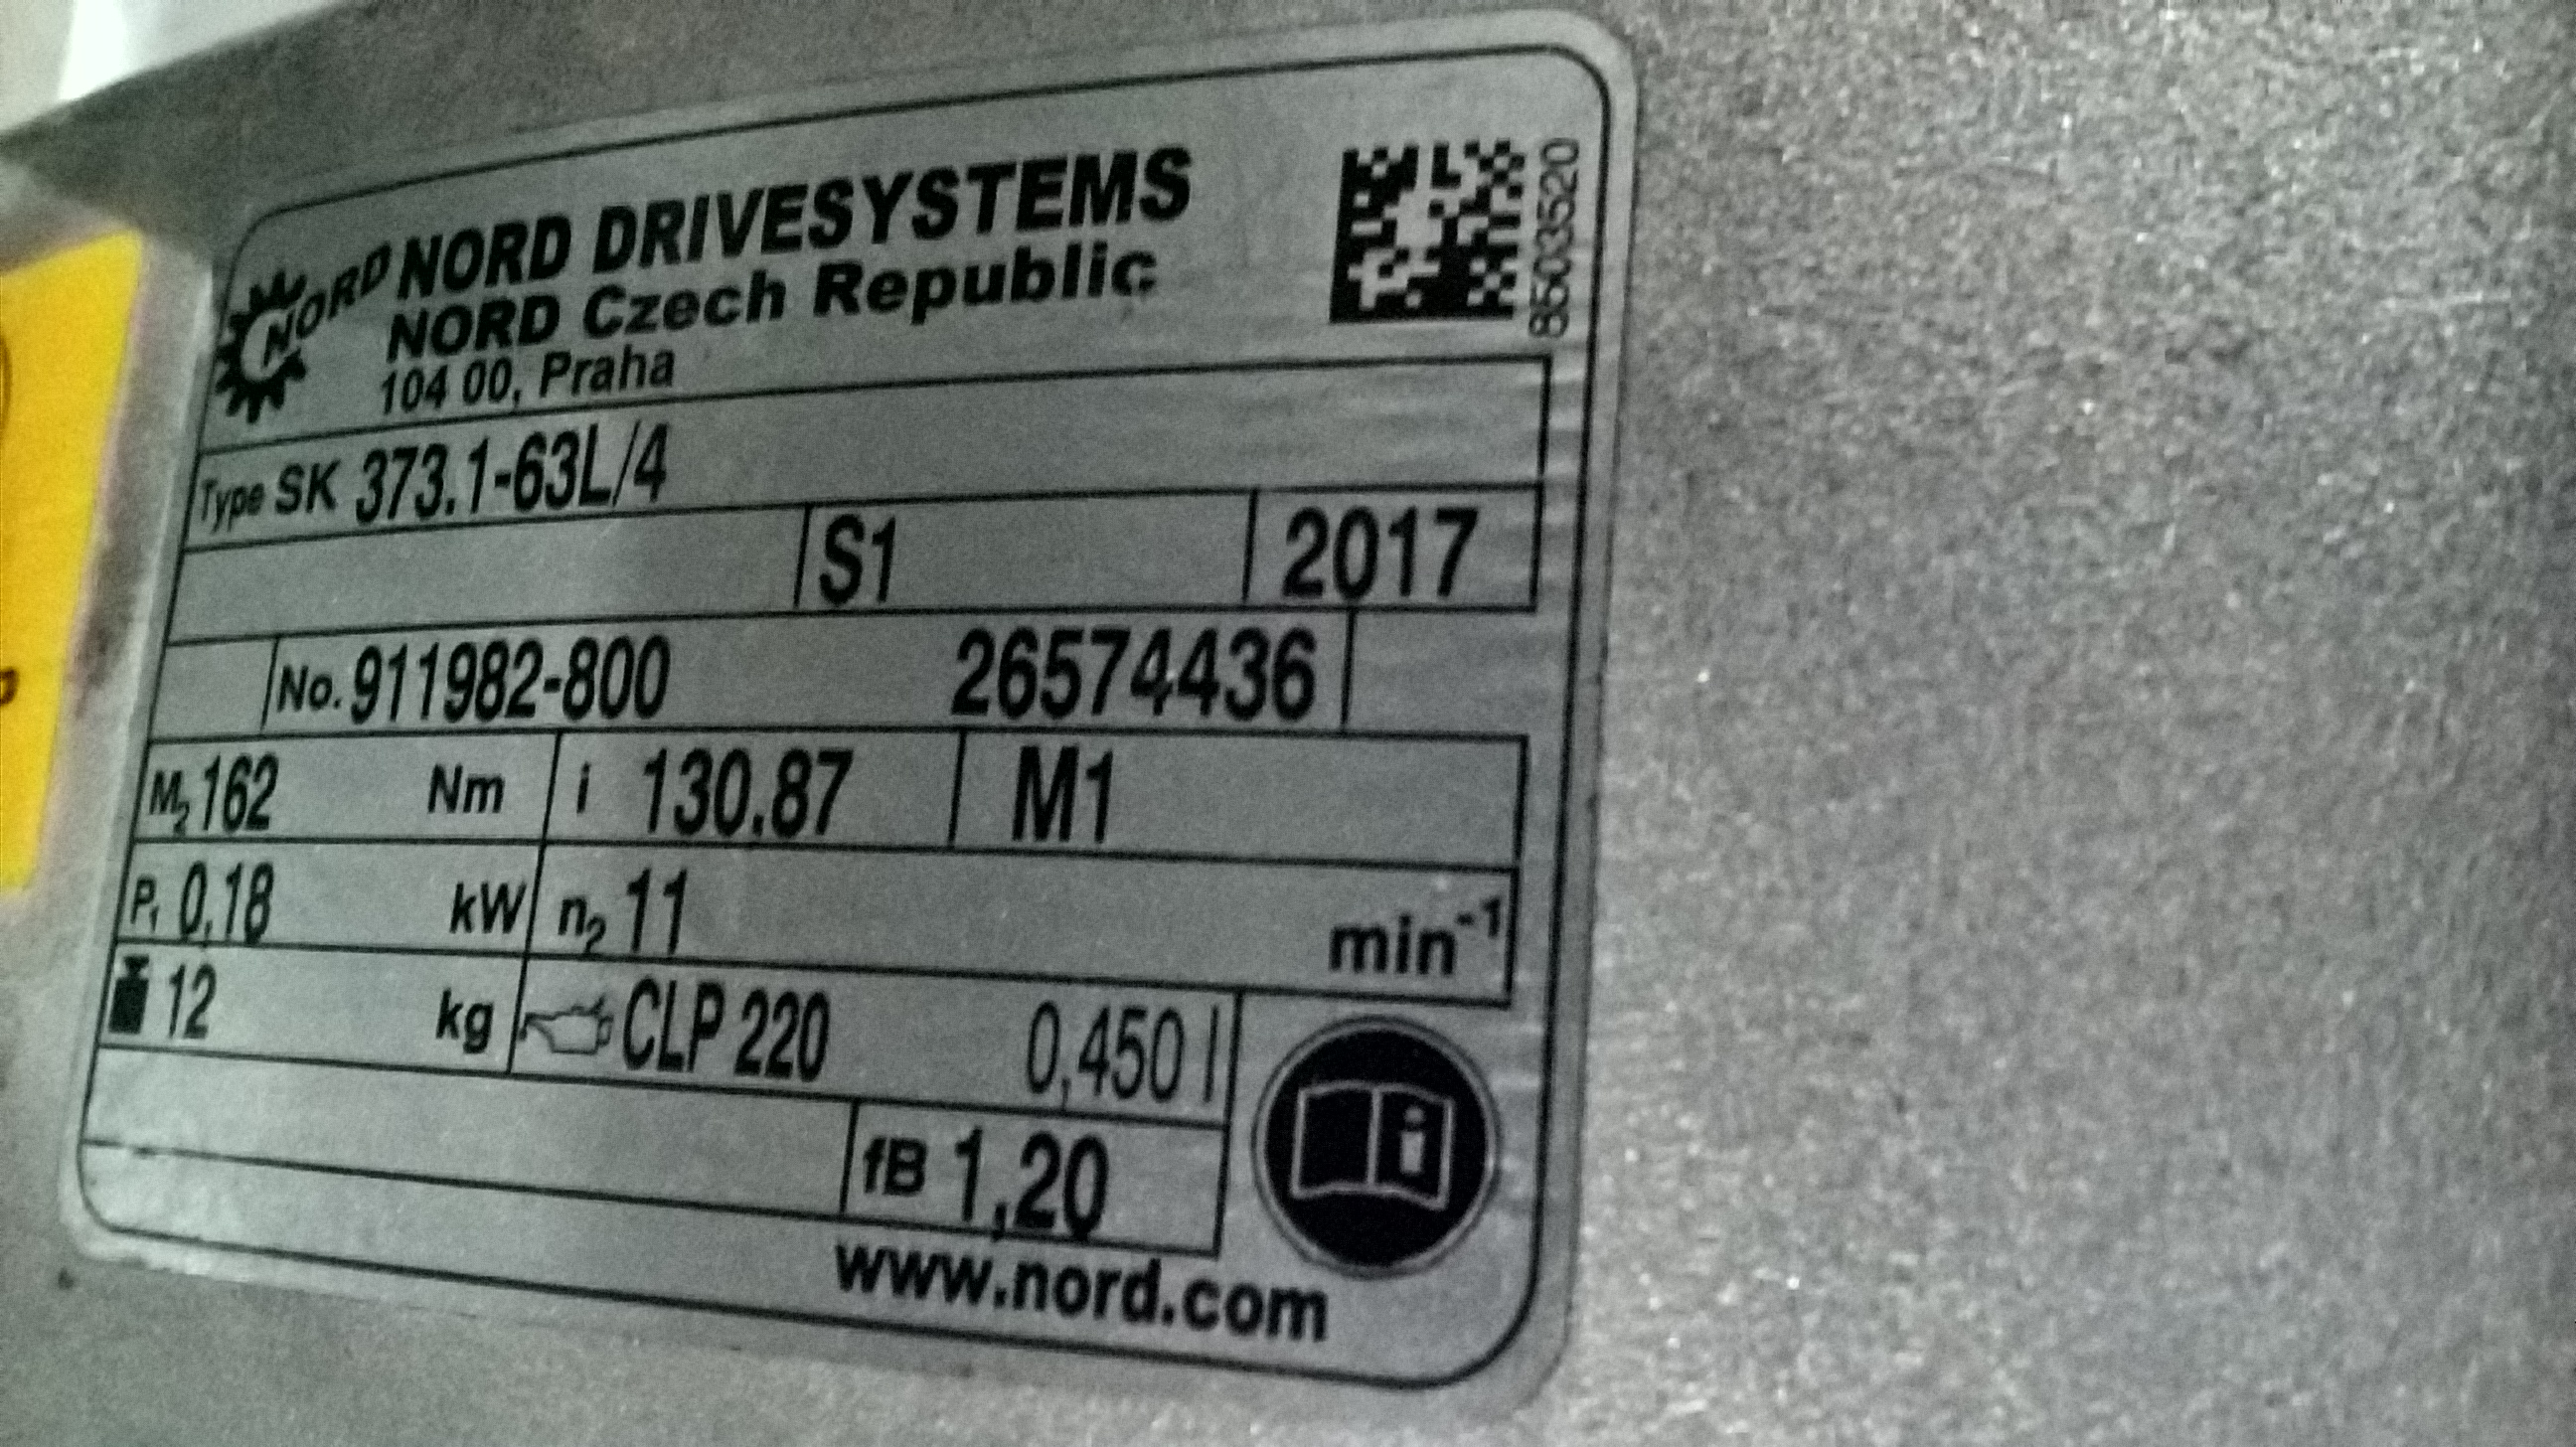 NORD
NORD DRIVESYSTEMS
NORD Czech Republic
104 00, Praha
85035520
Type SK 373.1-63L/4
S1 2017
No. 911982-800 26574436
M2 162 Nm i 130.87 M1
P1 0,18 kW n2 11 min-1
12 kg CLP 220 0,450 l
i
fB 1,20
www.nord.com